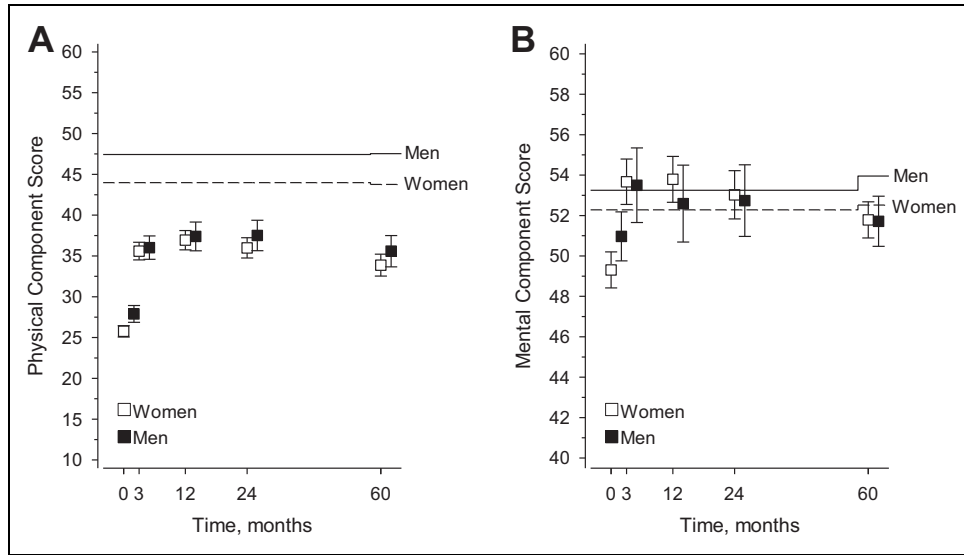 A
Physical Component Score
60
55
50
45
40
35
30
25
20
15
10
Men
Women
Women
Men
0 3 12 24 60
Time, months
B
Mental Component Score
60
58
56
54
52
50
48
46
44
42
40
Men
Women
Women
Men
0 3 12 24 60
Time, months